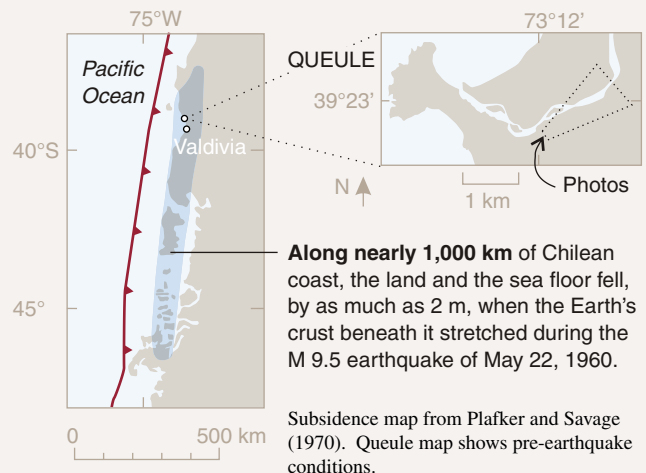 75°W
73°12’
Pacific
Ocean
QUEULE
39°23’
40°S
Valdivia
N
1 km
Photos
Along nearly 1,000 km of Chilean
coast, the land and the sea floor fell,
by as much as 2 m, when the Earth’s
crust beneath it stretched during the
M 9.5 earthquake of May 22, 1960.
45°
Subsidence map from Plafker and Savage
(1970).  Queule map shows pre-earthquake
conditions.
0
500 km